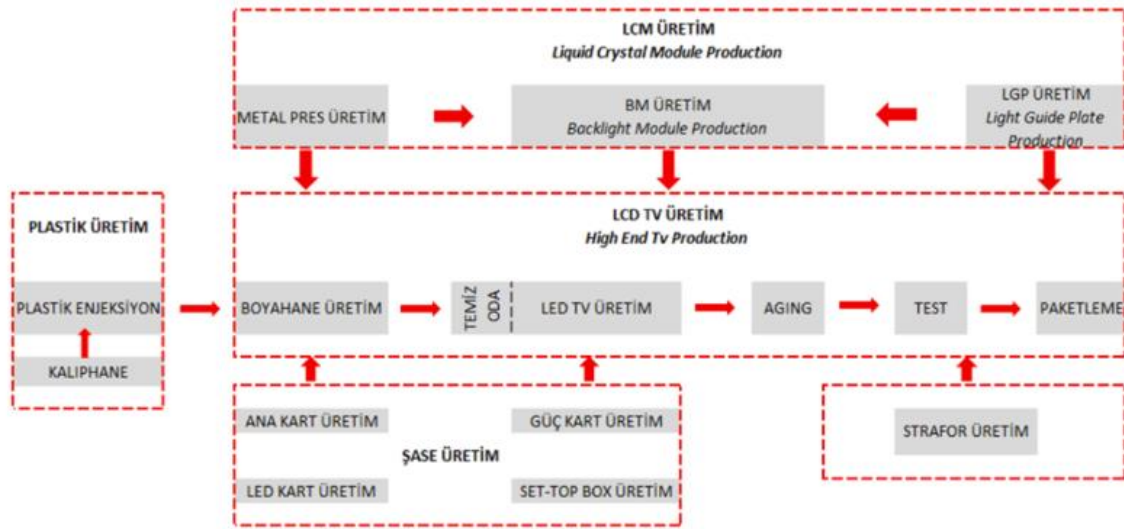 LCM ÜRETİM
Liquid Crystal Module Production
METAL PRES ÜRETİM
BM ÜRETİM
Backlight Module Production
LGP ÜRETİM
Light Guide Plate
Production
PLASTİK ÜRETİM
PLASTİK ENJEKSİYON
KALIPHANE
LCD TV ÜRETİM
High End Tv Production
BOYAHANE ÜRETİM
TEMİZ
ODA
LED TV ÜRETİM
AGING
TEST
PAKETLEME
ANA KART ÜRETİM
GÜÇ KART ÜRETİM
ŞASE ÜRETİM
LED KART ÜRETİM
SET-TOP BOX ÜRETİM
STRAFOR ÜRETİM